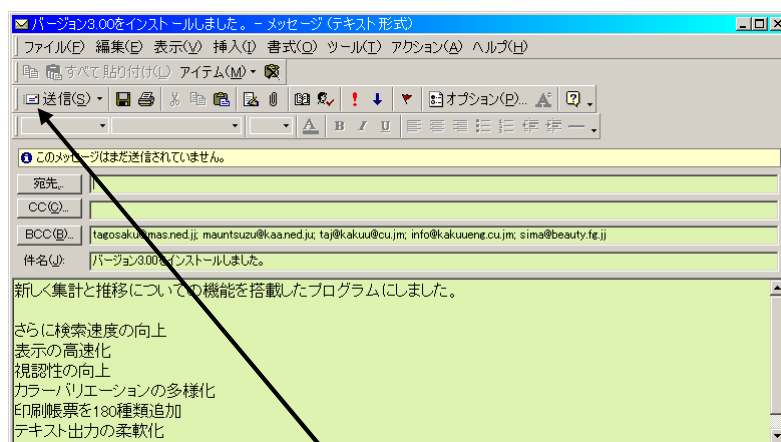 バージョン3.00をインストールしました。 - メッセージ (テキスト形式)
ファイル(F) 編集(E) 表示(V) 挿入(I) 書式(O) ツール(T) アクション(A) ヘルプ(H)
すべて貼り付け(L) アイテム(M)
送信(S) オプション(P)...
A B I U
このメッセージはまだ送信されていません。
宛先...
CC(C)...
BCC(B)... tagosaku@mas.ned.jj; mauntsuzu@kaa.ned.ju; taj@kakuu@cu.jm; info@kakuueng.cu.jm; sima@beauty.fg.jj
件名(J): バージョン3.00をインストールしました。
新しく集計と推移についての機能を搭載したプログラムにしました。
さらに検索速度の向上
表示の高速化
視認性の向上
カラーバリエーションの多様化
印刷帳票を180種類追加
テキスト出力の柔軟化